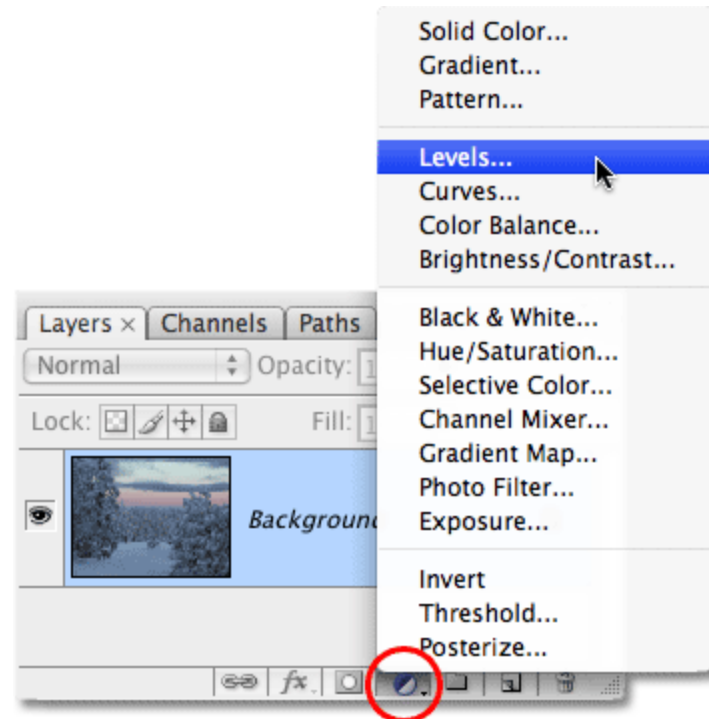 Solid Color...
Gradient...
Pattern...
Levels...
Curves...
Color Balance...
Brightness/Contrast...
Layers × Channels Paths
Black & White...
Normal Opacity:
Hue/Saturation...
Selective Color...
Lock: Fill:
Channel Mixer...
Gradient Map...
Photo Filter...
Background
Exposure...
Invert
Threshold...
Posterize...
fx